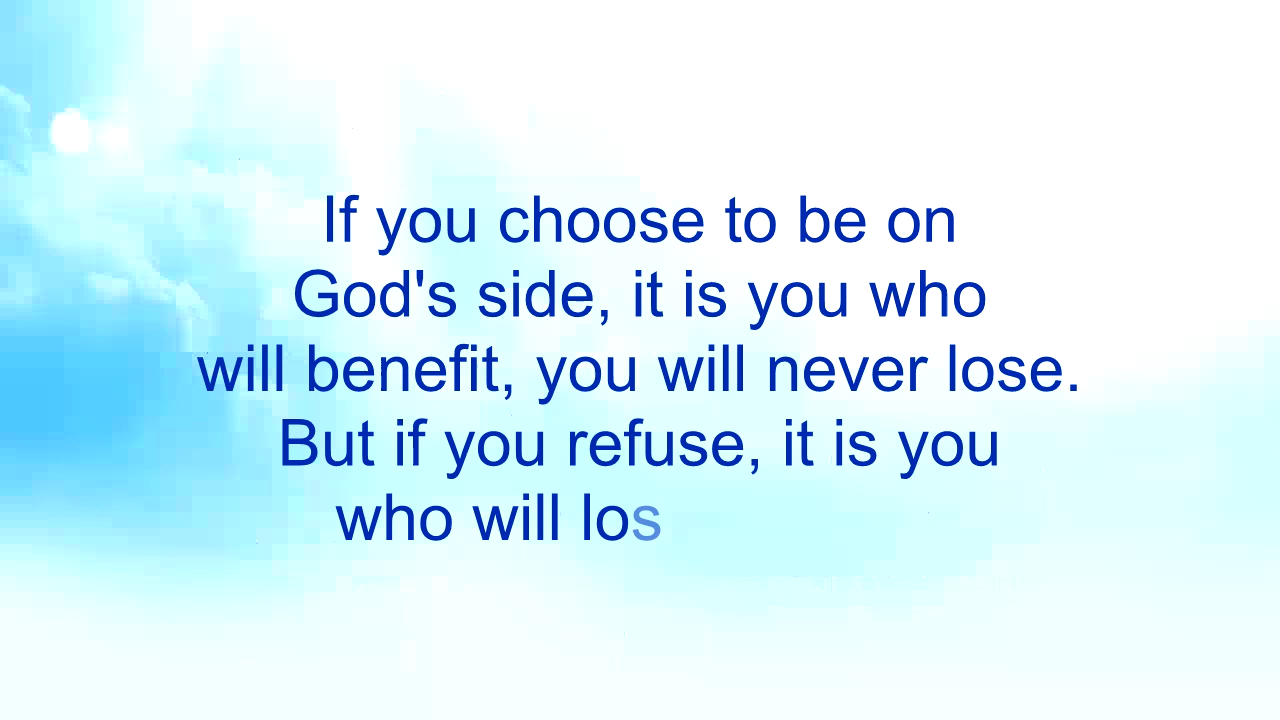 If you choose to be on
God's side, it is you who
will benefit, you will never lose.
But if you refuse, it is you
who will los